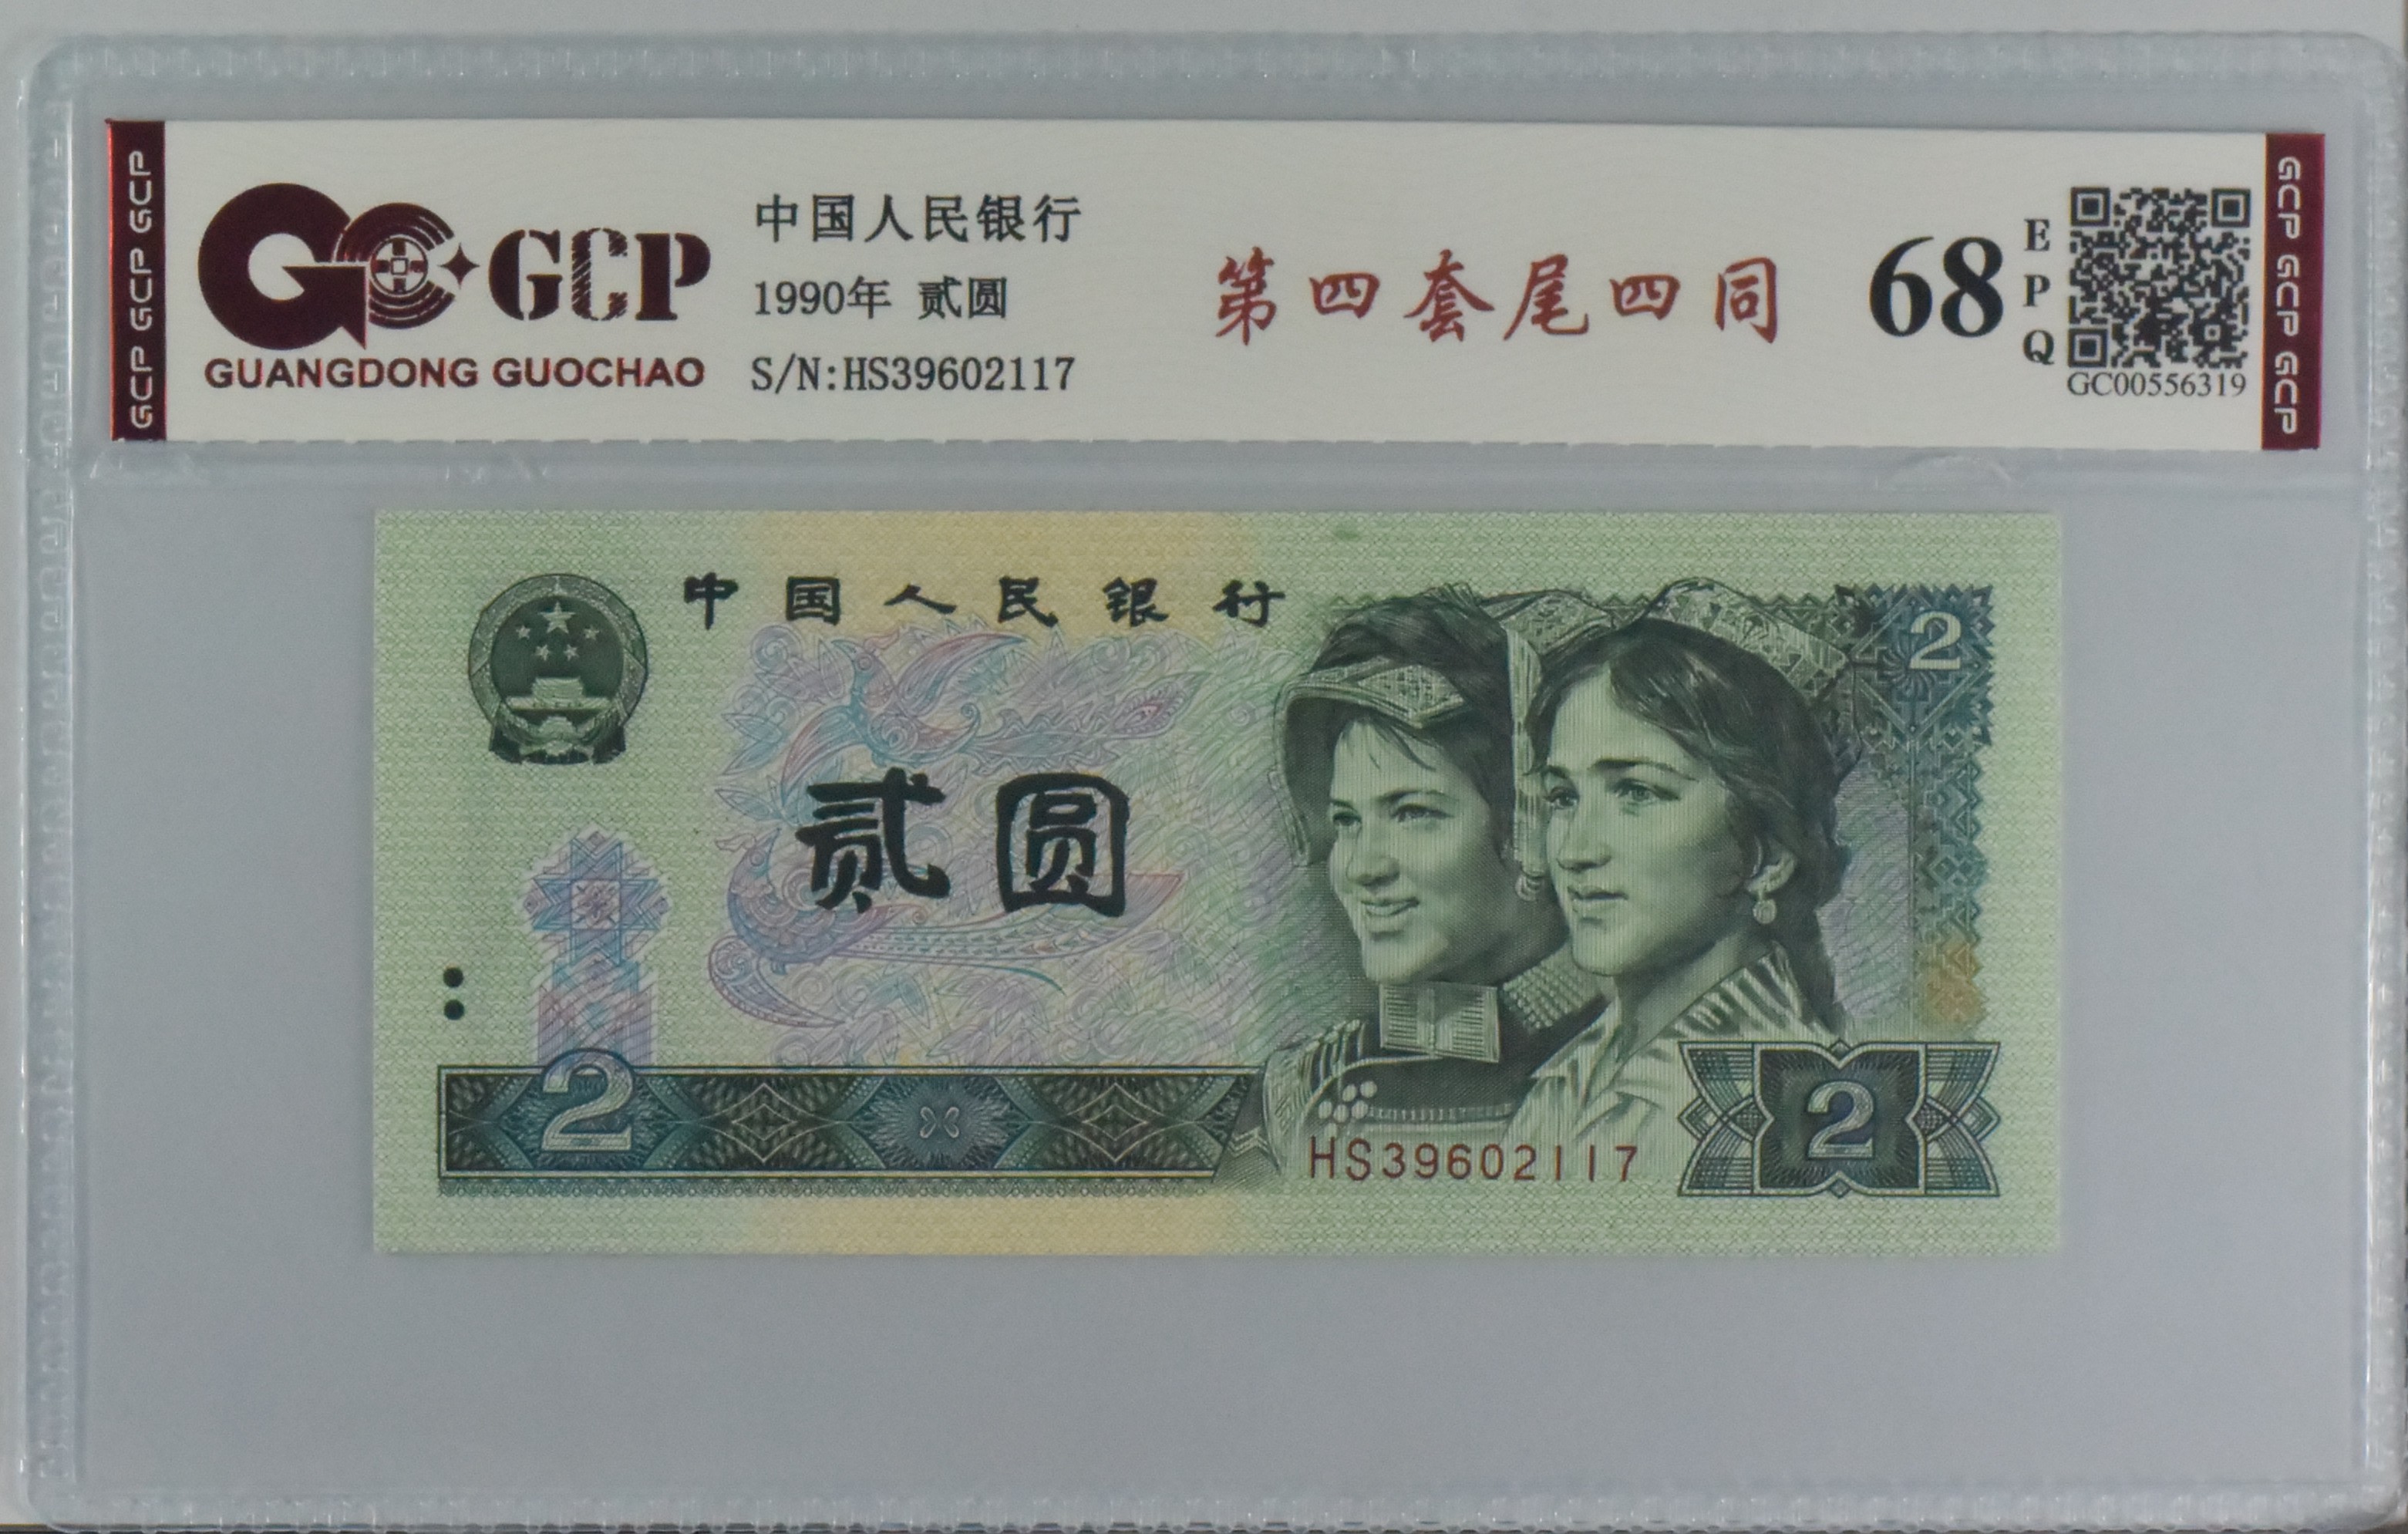 GCP GCP GCP
GCP
GUANGDONG GUOCHAO
中国人民银行
1990年 贰圆
S/N:HS39602117
第四套尾四同
68
EPQ
GC00556319
GCP GCP GCP
中国人民银行
2
贰圆
2
HS39602117
2